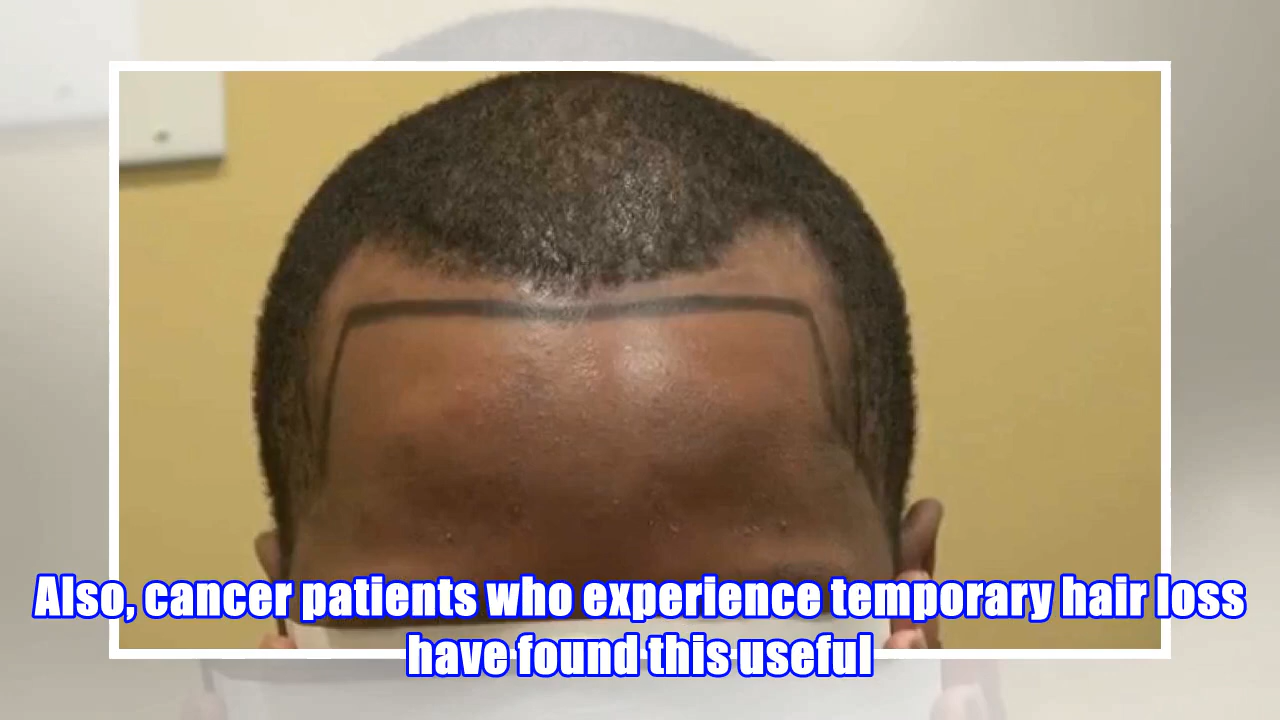 Also, cancer patients who experience temporary hair loss
have found this useful